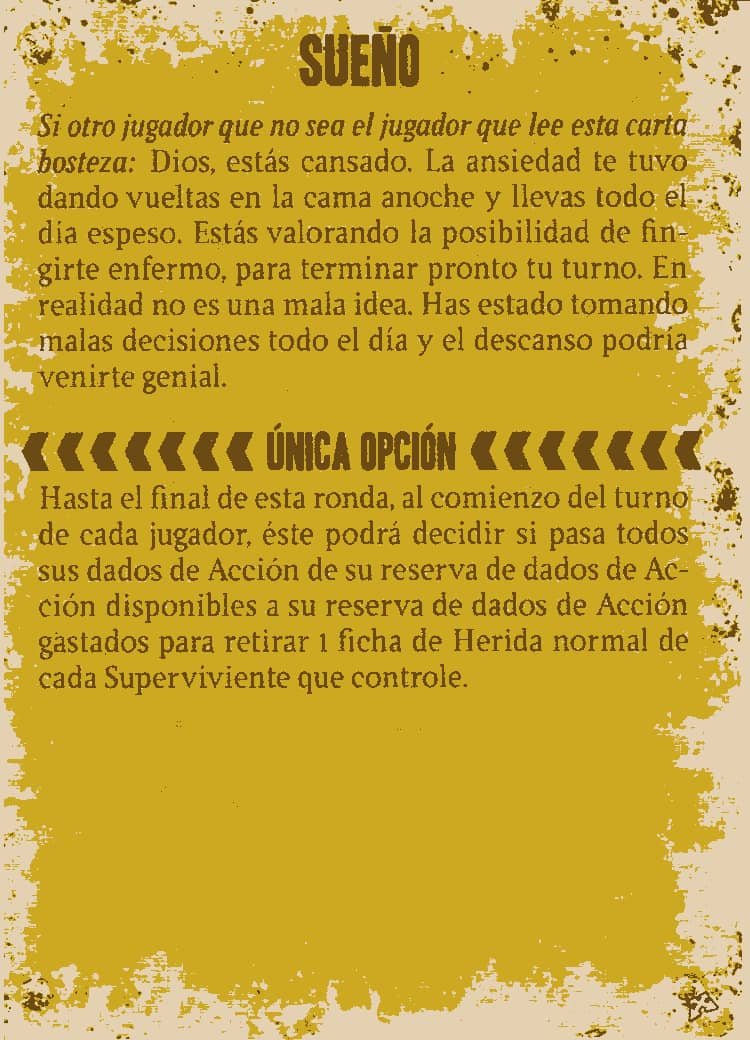 SUEÑO
Si otro jugador que no sea el jugador que lee esta carta
bosteza: Dios, estás cansado. La ansiedad te tuvo
dando vueltas en la cama anoche y llevas todo el
día espeso. Estás valorando la posibilidad de fin-
girte enfermo, para terminar pronto tu turno. En
realidad no es una mala idea. Has estado tomando
malas decisiones todo el día y el descanso podría
venirte genial.
ÚNICA OPCIÓN
Hasta el final de esta ronda, al comienzo del turno
de cada jugador, éste podrá decidir si pasa todos
sus dados de Acción de su reserva de dados de Ac-
ción disponibles a su reserva de dados de Acción
gastados para retirar 1 ficha de Herida normal de
cada Superviviente que controle.